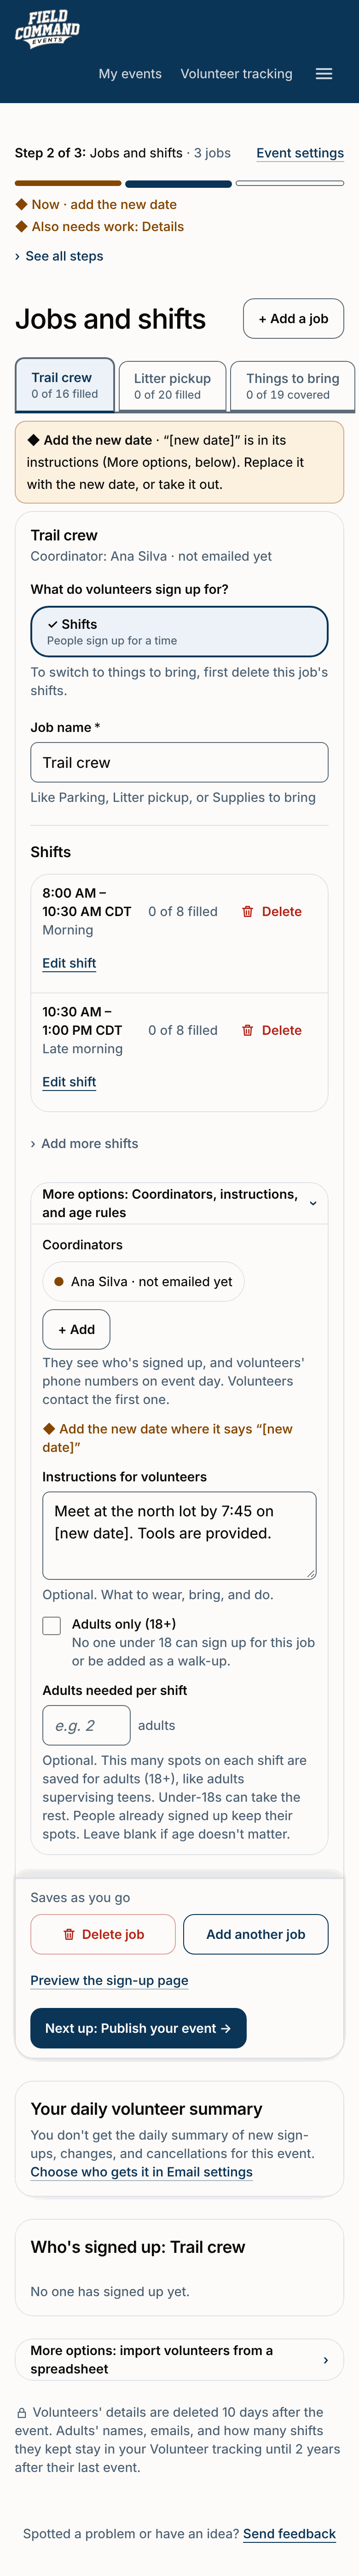 FIELD
COMMAND
EVENTS
My events Volunteer tracking
Step 2 of 3: Jobs and shifts · 3 jobs Event settings
◆ Now · add the new date
◆ Also needs work: Details
› See all steps
Jobs and shifts + Add a job
Trail crew Litter pickup Things to bring
0 of 16 filled 0 of 20 filled 0 of 19 covered
◆ Add the new date · “[new date]” is in its
instructions (More options, below). Replace it
with the new date, or take it out.
Trail crew
Coordinator: Ana Silva · not emailed yet
What do volunteers sign up for?
✓ Shifts
People sign up for a time
To switch to things to bring, first delete this job's
shifts.
Job name *
Trail crew
Like Parking, Litter pickup, or Supplies to bring
Shifts
8:00 AM –
10:30 AM CDT 0 of 8 filled Delete
Morning
Edit shift
10:30 AM –
1:00 PM CDT 0 of 8 filled Delete
Late morning
Edit shift
› Add more shifts
More options: Coordinators, instructions,
and age rules
Coordinators
Ana Silva · not emailed yet
+ Add
They see who's signed up, and volunteers'
phone numbers on event day. Volunteers
contact the first one.
◆ Add the new date where it says “[new
date]”
Instructions for volunteers
Meet at the north lot by 7:45 on
[new date]. Tools are provided.
Optional. What to wear, bring, and do.
Adults only (18+)
No one under 18 can sign up for this job
or be added as a walk-up.
Adults needed per shift
e.g. 2 adults
Optional. This many spots on each shift are
saved for adults (18+), like adults
supervising teens. Under-18s can take the
rest. People already signed up keep their
spots. Leave blank if age doesn't matter.
Saves as you go
Delete job Add another job
Preview the sign-up page
Next up: Publish your event →
Your daily volunteer summary
You don't get the daily summary of new sign-
ups, changes, and cancellations for this event.
Choose who gets it in Email settings
Who's signed up: Trail crew
No one has signed up yet.
More options: import volunteers from a
spreadsheet ›
Volunteers' details are deleted 10 days after the
event. Adults' names, emails, and how many shifts
they kept stay in your Volunteer tracking until 2 years
after their last event.
Spotted a problem or have an idea? Send feedback